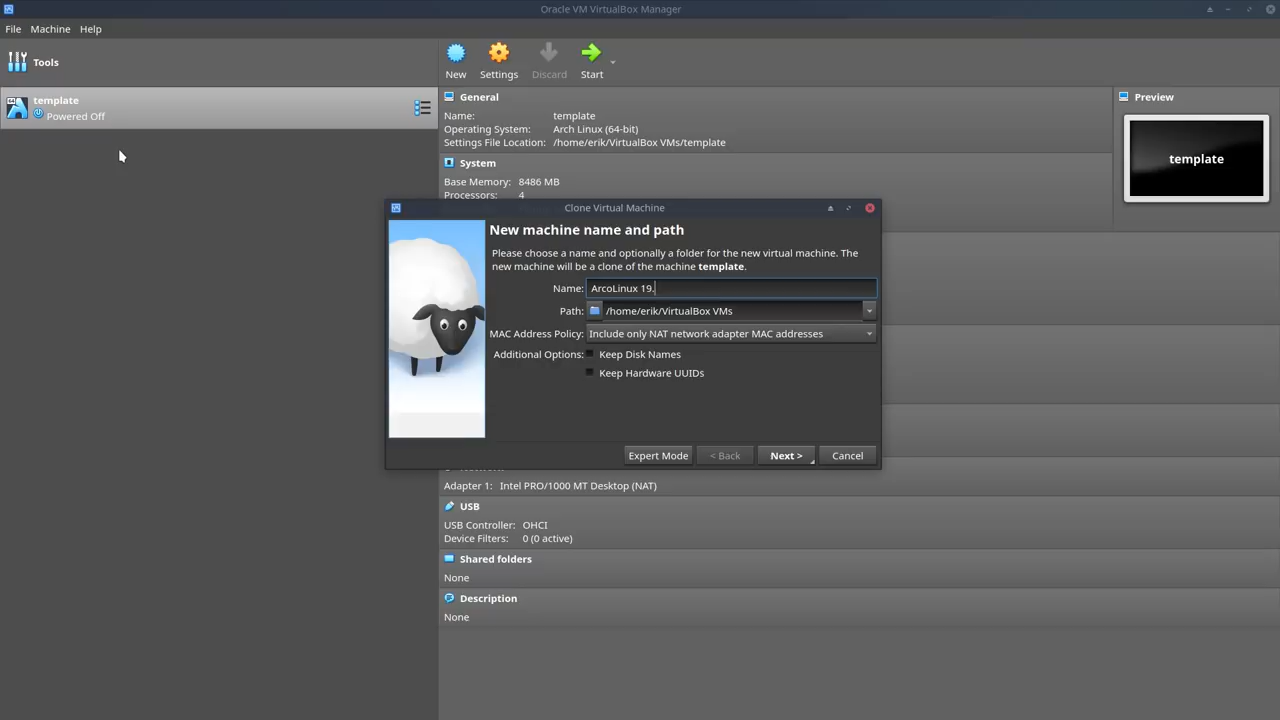 Oracle VM VirtualBox Manager
File Machine Help
Tools
New Settings Discard Start
template
Powered Off
General
Name: template
Operating System: Arch Linux (64-bit)
Settings File Location: /home/erik/VirtualBox VMs/template
Preview
template
System
Base Memory: 8486 MB
Processors: 4
Clone Virtual Machine
New machine name and path
Please choose a name and optionally a folder for the new virtual machine. The
new machine will be a clone of the machine template.
Name: ArcoLinux 19.
Path: /home/erik/VirtualBox VMs
MAC Address Policy: Include only NAT network adapter MAC addresses
Additional Options: Keep Disk Names
Keep Hardware UUIDs
Expert Mode < Back Next > Cancel
Adapter 1: Intel PRO/1000 MT Desktop (NAT)
USB
USB Controller: OHCI
Device Filters: 0 (0 active)
Shared folders
None
Description
None